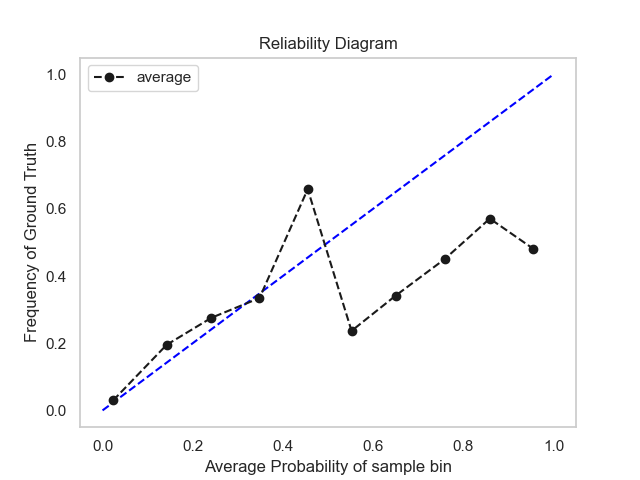 Reliability Diagram
average
Frequency of Ground Truth
1.0
0.8
0.6
0.4
0.2
0.0
0.0 0.2 0.4 0.6 0.8 1.0
Average Probability of sample bin